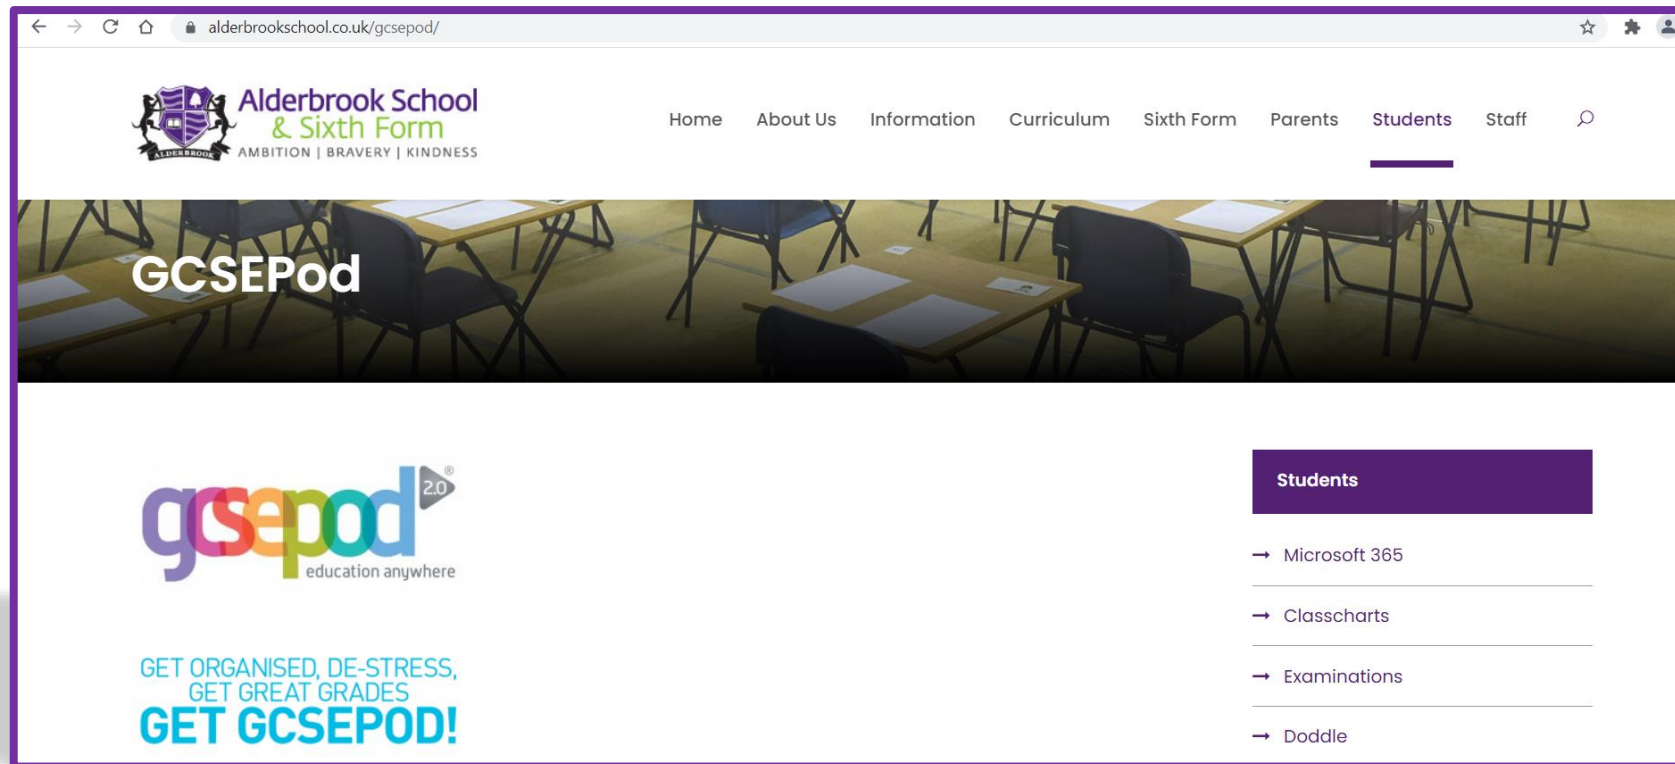 alderbrookschool.co.uk/gcsepod/
Alderbrook School
& Sixth Form
AMBITION | BRAVERY | KINDNESS
ALDERBROOK
Home About Us Information Curriculum Sixth Form Parents Students Staff
GCSEPod
gcsepod 2.0®
education anywhere
GET ORGANISED, DE-STRESS,
GET GREAT GRADES
GET GCSEPOD!
Students
→ Microsoft 365
→ Classcharts
→ Examinations
→ Doddle